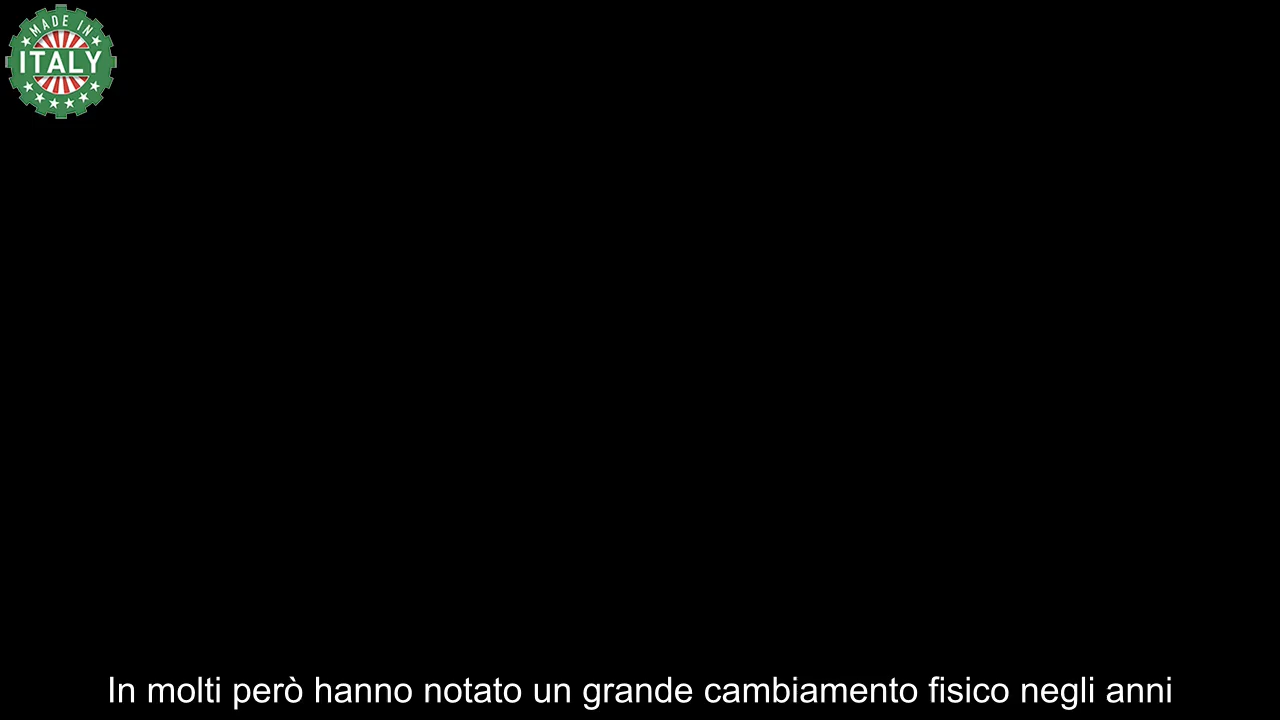 MADE IN
ITALY
In molti però hanno notato un grande cambiamento fisico negli anni